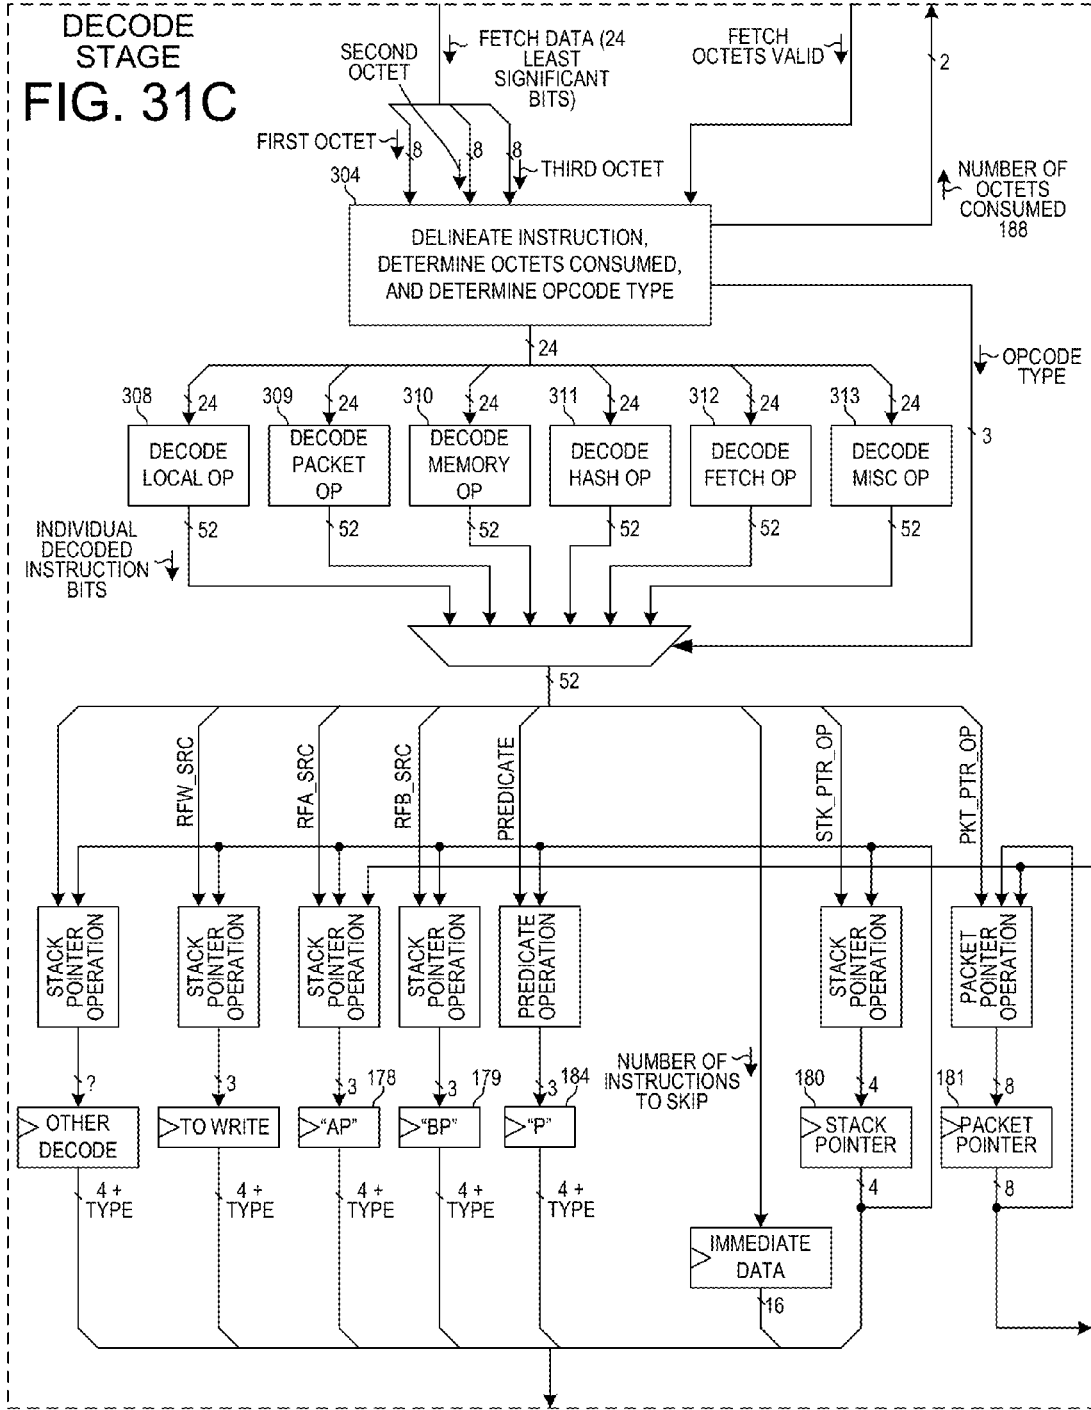 DECODE
STAGE
FIG. 31C
SECOND
OCTET
FETCH DATA (24
LEAST
SIGNIFICANT
BITS)
FETCH
OCTETS VALID
2
FIRST OCTET
8
8
8
THIRD OCTET
NUMBER OF
OCTETS
CONSUMED
188
304
DELINEATE INSTRUCTION,
DETERMINE OCTETS CONSUMED,
AND DETERMINE OPCODE TYPE
24
OPCODE
TYPE
3
308
24
309
24
310
24
311
24
312
24
313
24
DECODE
LOCAL OP
DECODE
PACKET
OP
DECODE
MEMORY
OP
DECODE
HASH OP
DECODE
FETCH OP
DECODE
MISC OP
52
52
52
52
52
52
INDIVIDUAL
DECODED
INSTRUCTION
BITS
52
RFW_SRC
RFA_SRC
RFB_SRC
PREDICATE
STK_PTR_OP
PKT_PTR_OP
STACK
POINTER
OPERATION
STACK
POINTER
OPERATION
STACK
POINTER
OPERATION
STACK
POINTER
OPERATION
PREDICATE
OPERATION
STACK
POINTER
OPERATION
PACKET
POINTER
OPERATION
NUMBER OF
INSTRUCTIONS
TO SKIP
?
3
3
178
3
179
3
184
180
4
181
8
OTHER
DECODE
TO WRITE
"AP"
"BP"
"P"
STACK
POINTER
PACKET
POINTER
4 +
TYPE
4 +
TYPE
4 +
TYPE
4 +
TYPE
4 +
TYPE
4
8
IMMEDIATE
DATA
16